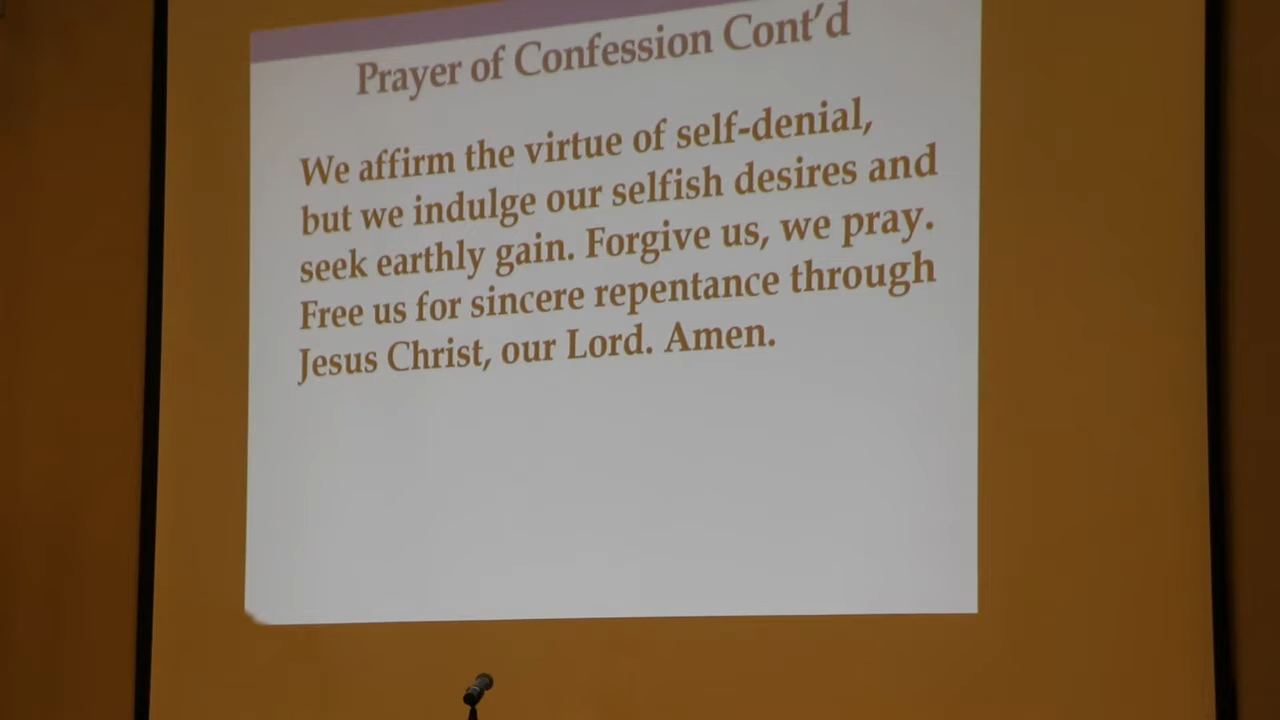 Prayer of Confession Cont’d
We affirm the virtue of self-denial,
but we indulge our selfish desires and
seek earthly gain. Forgive us, we pray.
Free us for sincere repentance through
Jesus Christ, our Lord. Amen.